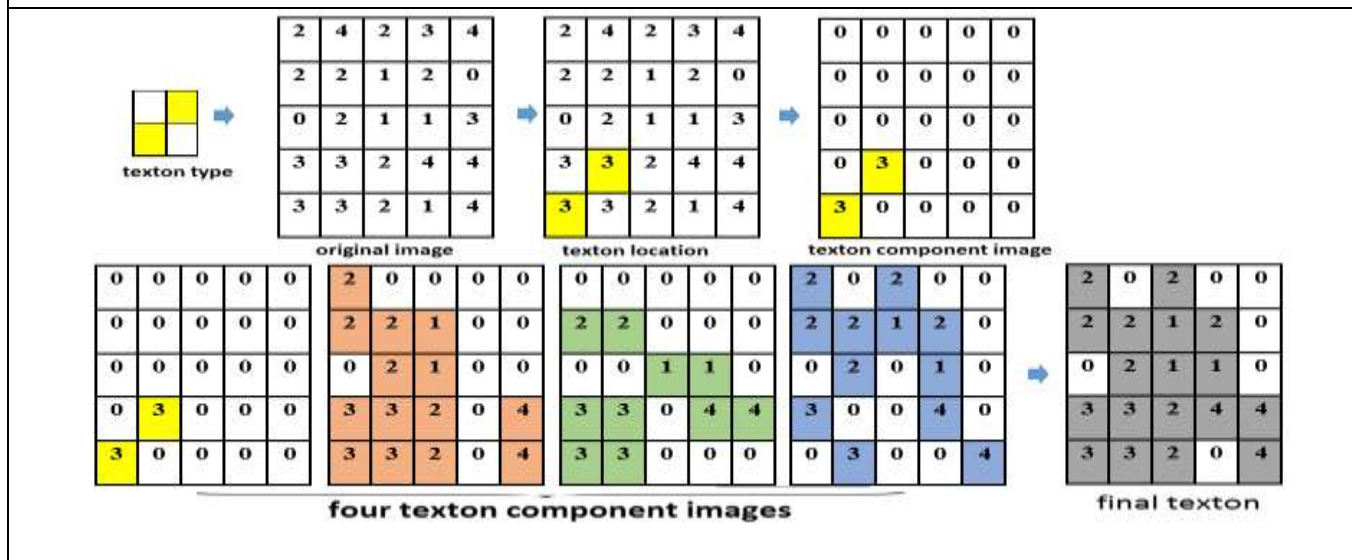 2 4 2 3 4
2 2 1 2 0
0 2 1 1 3
3 3 2 4 4
3 3 2 1 4
original image
2 4 2 3 4
2 2 1 2 0
0 2 1 1 3
3 3 2 4 4
3 3 2 1 4
texton location
0 0 0 0 0
0 0 0 0 0
0 0 0 0 0
0 3 0 0 0
3 0 0 0 0
texton component image
texton type
0 0 0 0 0
0 0 0 0 0
0 0 0 0 0
0 3 0 0 0
3 0 0 0 0
2 0 0 0 0
2 2 1 0 0
0 2 1 0 0
3 3 2 0 4
3 3 2 0 4
0 0 0 0 0
2 2 0 0 0
0 0 1 1 0
3 3 0 4 4
3 3 0 0 0
2 0 2 0 0
2 2 1 2 0
0 2 0 1 0
3 0 0 4 0
0 3 0 0 4
four texton component images
2 0 2 0 0
2 2 1 2 0
0 2 1 1 0
3 3 2 4 4
3 3 2 0 4
final texton